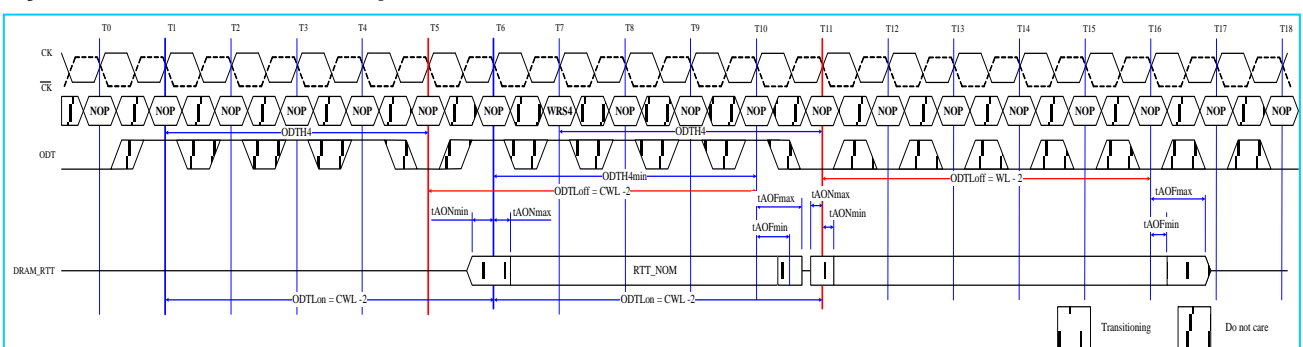 T0 T1 T2 T3 T4 T5 T6 T7 T8 T9 T10 T11 T12 T13 T14 T15 T16 T17 T18
CK
CK
NOP NOP NOP NOP NOP NOP NOP WRS4 NOP NOP NOP NOP NOP NOP NOP NOP NOP NOP NOP
ODTH4 ODTH4
ODT
ODTH4min ODTLoff = WL - 2
ODTLoff = CWL -2
tAOFmax tAONmax tAOFmax
tAONmin tAONmax tAONmin
tAOFmin tAOFmin
DRAM_RTT RTT_NOM
ODTLon = CWL -2 ODTLon = CWL -2
Transitioning Do not care